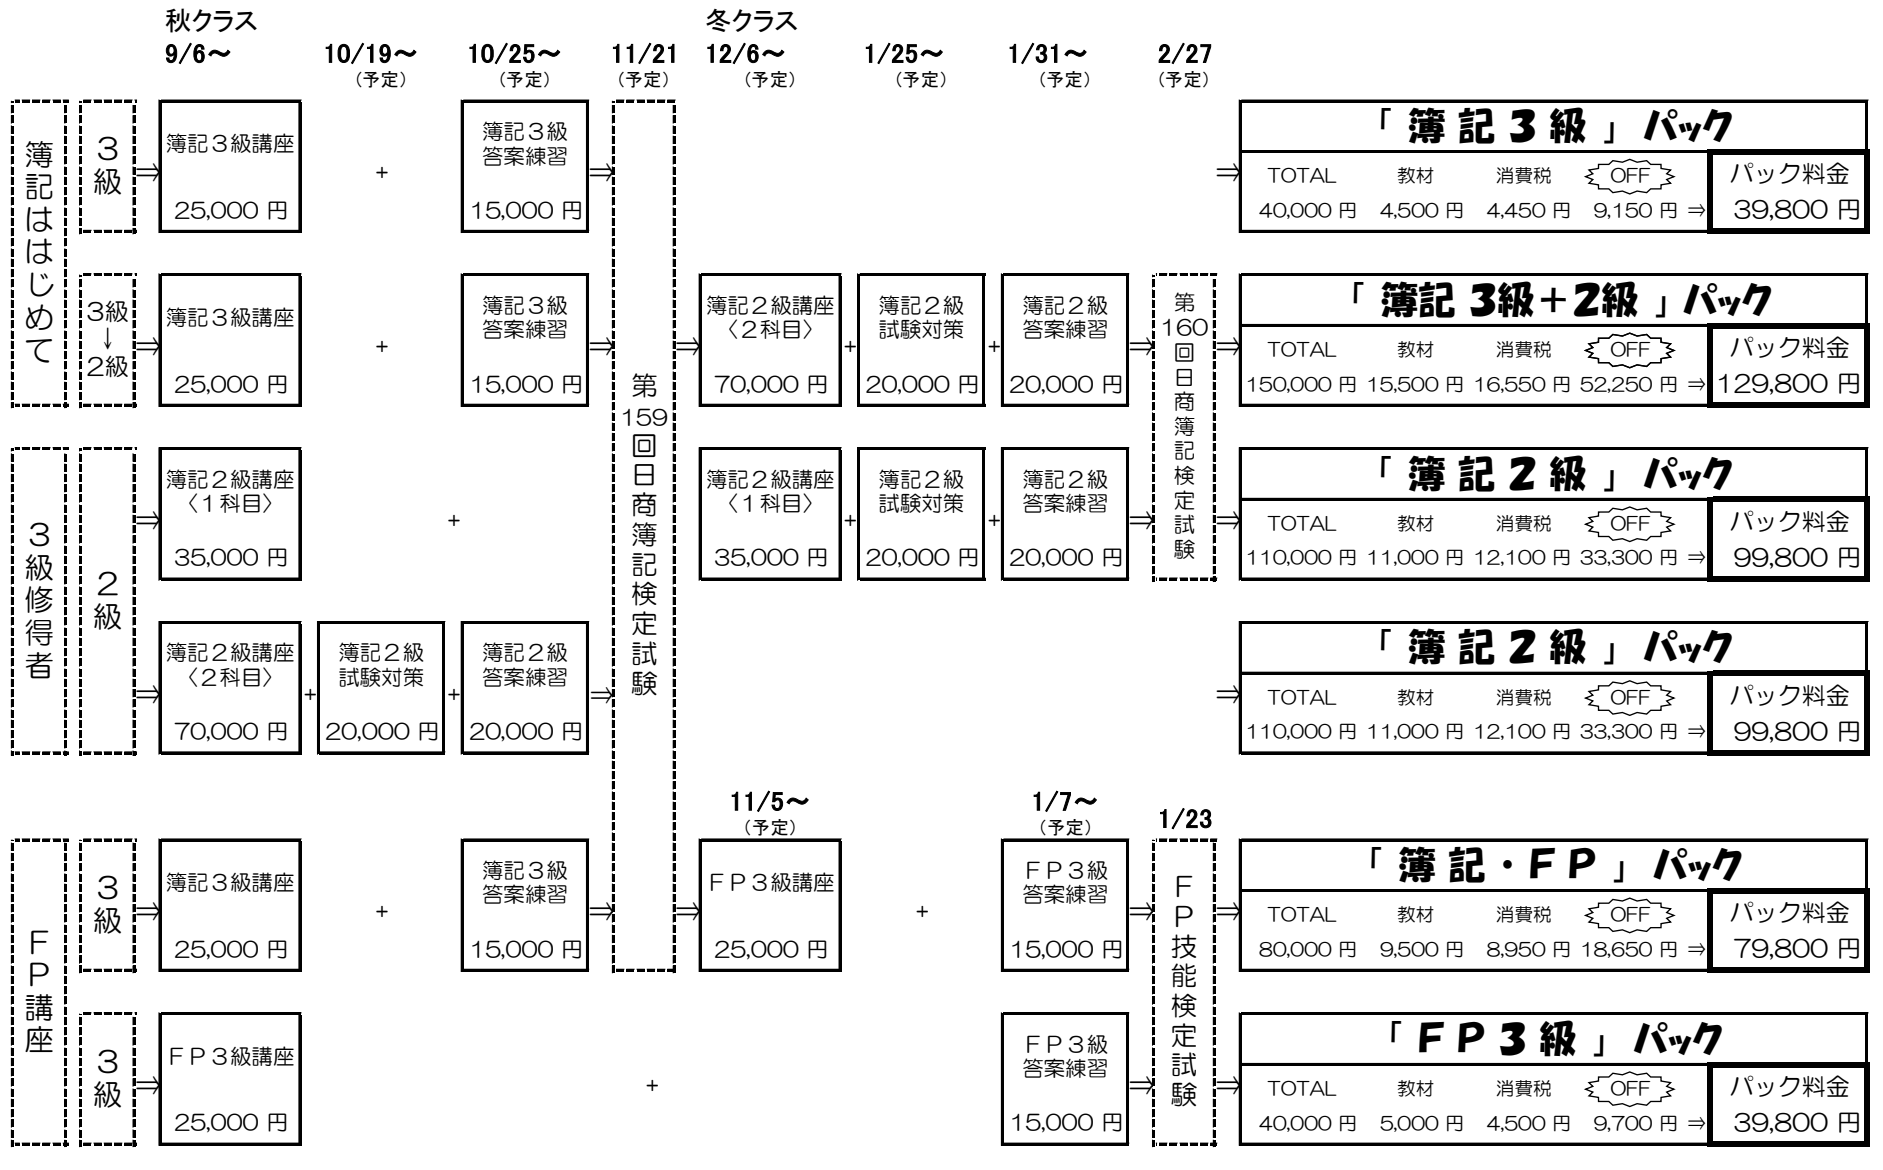 秋クラス
冬クラス
9/6～
10/19～
10/25～
11/21
12/6～
1/25～
1/31～
2/27
（予定）
（予定）
（予定）
（予定）
（予定）
（予定）
（予定）
簿記ははじめて
3級
⇒
簿記３級講座
25,000 円
+
簿記３級
答案練習
15,000 円
⇒
第159回日商簿記検定試験
⇒
「 簿 記 3 級 」 パック
TOTAL 教材 消費税 OFF パック料金
40,000 円 4,500 円 4,450 円 9,150 円 ⇒ 39,800 円
3級
↓
2級
⇒
簿記３級講座
25,000 円
+
簿記３級
答案練習
15,000 円
⇒
⇒
簿記２級講座
〈２科目〉
70,000 円
+
簿記２級
試験対策
20,000 円
+
簿記２級
答案練習
20,000 円
⇒
第160回日商簿記検定試験
⇒
「 簿記 3級＋2級 」パック
TOTAL 教材 消費税 OFF パック料金
150,000 円 15,500 円 16,550 円 52,250 円 ⇒ 129,800 円
3級修得者
2級
⇒
簿記２級講座
〈１科目〉
35,000 円
+
簿記２級講座
〈１科目〉
35,000 円
+
簿記２級
試験対策
20,000 円
+
簿記２級
答案練習
20,000 円
⇒
⇒
「 簿 記 2 級 」 パック
TOTAL 教材 消費税 OFF パック料金
110,000 円 11,000 円 12,100 円 33,300 円 ⇒ 99,800 円
⇒
簿記２級講座
〈２科目〉
70,000 円
+
簿記２級
試験対策
20,000 円
+
簿記２級
答案練習
20,000 円
⇒
⇒
「 簿 記 2 級 」 パック
TOTAL 教材 消費税 OFF パック料金
110,000 円 11,000 円 12,100 円 33,300 円 ⇒ 99,800 円
11/5～
（予定）
1/7～
（予定）
1/23
ＦＰ講座
3級
⇒
簿記３級講座
25,000 円
+
簿記３級
答案練習
15,000 円
⇒
⇒
ＦＰ３級講座
25,000 円
+
ＦＰ３級
答案練習
15,000 円
⇒
ＦＰ技能検定試験
⇒
「 簿 記 ・ Ｆ Ｐ 」 パック
TOTAL 教材 消費税 OFF パック料金
80,000 円 9,500 円 8,950 円 18,650 円 ⇒ 79,800 円
3級
⇒
ＦＰ３級講座
25,000 円
+
ＦＰ３級
答案練習
15,000 円
⇒
⇒
「 Ｆ Ｐ 3 級 」 パック
TOTAL 教材 消費税 OFF パック料金
40,000 円 5,000 円 4,500 円 9,700 円 ⇒ 39,800 円